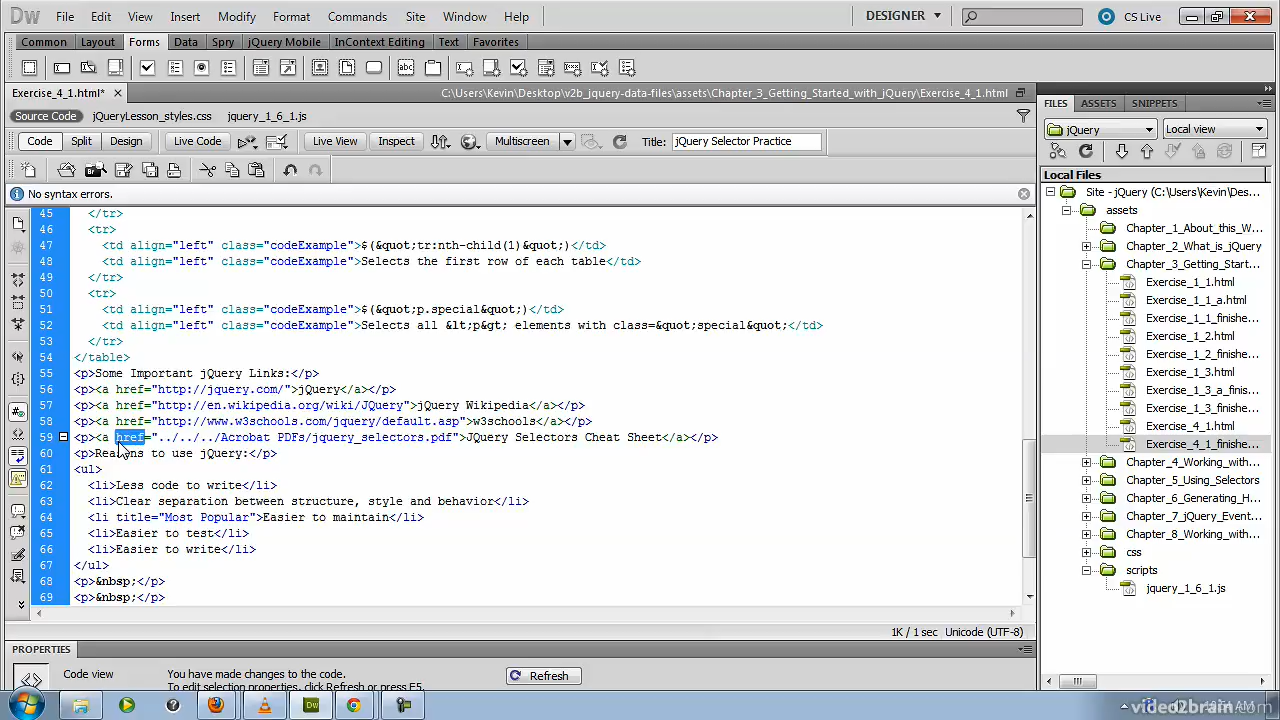 Dw File Edit View Insert Modify Format Commands Site Window Help DESIGNER CS Live
Common Layout Forms Data Spry jQuery Mobile InContext Editing Text Favorites
Exercise_4_1.html* C:\Users\Kevin\Desktop\v2b_jquery-data-files\assets\Chapter_3_Getting_Started_with_jQuery\Exercise_4_1.html
Source Code jQueryLesson_styles.css jquery_1_6_1.js
Code Split Design Live Code Live View Inspect Multiscreen Title: jQuery Selector Practice
No syntax errors.
45 </tr>
46 <tr>
47 <td align="left" class="codeExample">$(&quot;tr:nth-child(1)&quot;)</td>
48 <td align="left" class="codeExample">Selects the first row of each table</td>
49 </tr>
50 <tr>
51 <td align="left" class="codeExample">$(&quot;p.special&quot;)</td>
52 <td align="left" class="codeExample">Selects all &lt;p&gt; elements with class=&quot;special&quot;</td>
53 </tr>
54 </table>
55 <p>Some Important jQuery Links:</p>
56 <p><a href="http://jquery.com/">jQuery</a></p>
57 <p><a href="http://en.wikipedia.org/wiki/JQuery">jQuery Wikipedia</a></p>
58 <p><a href="http://www.w3schools.com/jquery/default.asp">w3schools</a></p>
59 <p><a href="../../../Acrobat PDFs/jquery_selectors.pdf">JQuery Selectors Cheat Sheet</a></p>
60 <p>Reasons to use jQuery:</p>
61 <ul>
62 <li>Less code to write</li>
63 <li>Clear separation between structure, style and behavior</li>
64 <li title="Most Popular">Easier to maintain</li>
65 <li>Easier to test</li>
66 <li>Easier to write</li>
67 </ul>
68 <p>&nbsp;</p>
69 <p>&nbsp;</p>
1K / 1 sec Unicode (UTF-8)
PROPERTIES
Code view You have made changes to the code. Refresh
To edit selection properties, click Refresh or press F5.
FILES ASSETS SNIPPETS
jQuery Local view
Local Files
Site - jQuery (C:\Users\Kevin\Des...
assets
Chapter_1_About_this_W...
Chapter_2_What_is_jQuery
Chapter_3_Getting_Start...
Exercise_1_1.html
Exercise_1_1_a.html
Exercise_1_1_finishe...
Exercise_1_2.html
Exercise_1_2_finishe...
Exercise_1_3.html
Exercise_1_3_a_finis...
Exercise_1_3_finishe...
Exercise_4_1.html
Exercise_4_1_finishe...
Chapter_4_Working_with...
Chapter_5_Using_Selectors
Chapter_6_Generating_H...
Chapter_7_jQuery_Event...
Chapter_8_Working_with...
css
scripts
jquery_1_6_1.js
Dw
video2brain.com